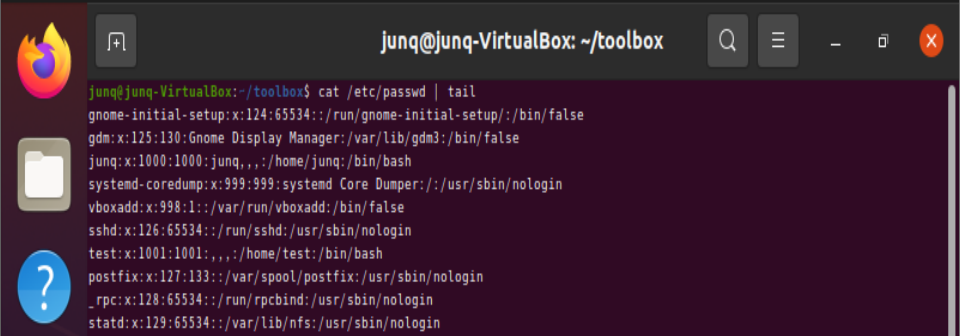 junq@junq-VirtualBox: ~/toolbox
junq@junq-VirtualBox:~/toolbox$ cat /etc/passwd | tail
gnome-initial-setup:x:124:65534::/run/gnome-initial-setup/:/bin/false
gdm:x:125:130:Gnome Display Manager:/var/lib/gdm3:/bin/false
junq:x:1000:1000:junq,,,:/home/junq:/bin/bash
systemd-coredump:x:999:999:systemd Core Dumper:/:/usr/sbin/nologin
vboxadd:x:998:1::/var/run/vboxadd:/bin/false
sshd:x:126:65534::/run/sshd:/usr/sbin/nologin
test:x:1001:1001:,,,:/home/test:/bin/bash
postfix:x:127:133::/var/spool/postfix:/usr/sbin/nologin
_rpc:x:128:65534::/run/rpcbind:/usr/sbin/nologin
statd:x:129:65534::/var/lib/nfs:/usr/sbin/nologin